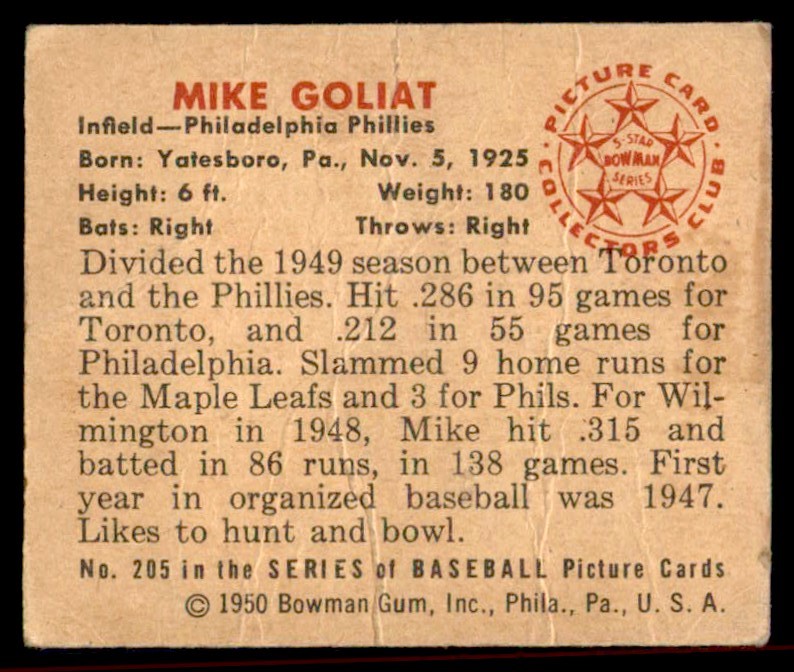 MIKE GOLIAT
Infield—Philadelphia Phillies
Born: Yatesboro, Pa., Nov. 5, 1925
Height: 6 ft. Weight: 180
Bats: Right Throws: Right
PICTURE CARD
COLLECTORS CLUB
5-STAR
BOWMAN
SERIES
Divided the 1949 season between Toronto
and the Phillies. Hit .286 in 95 games for
Toronto, and .212 in 55 games for
Philadelphia. Slammed 9 home runs for
the Maple Leafs and 3 for Phils. For Wil-
mington in 1948, Mike hit .315 and
batted in 86 runs, in 138 games. First
year in organized baseball was 1947.
Likes to hunt and bowl.
No. 205 in the SERIES of BASEBALL Picture Cards
© 1950 Bowman Gum, Inc., Phila., Pa., U. S. A.